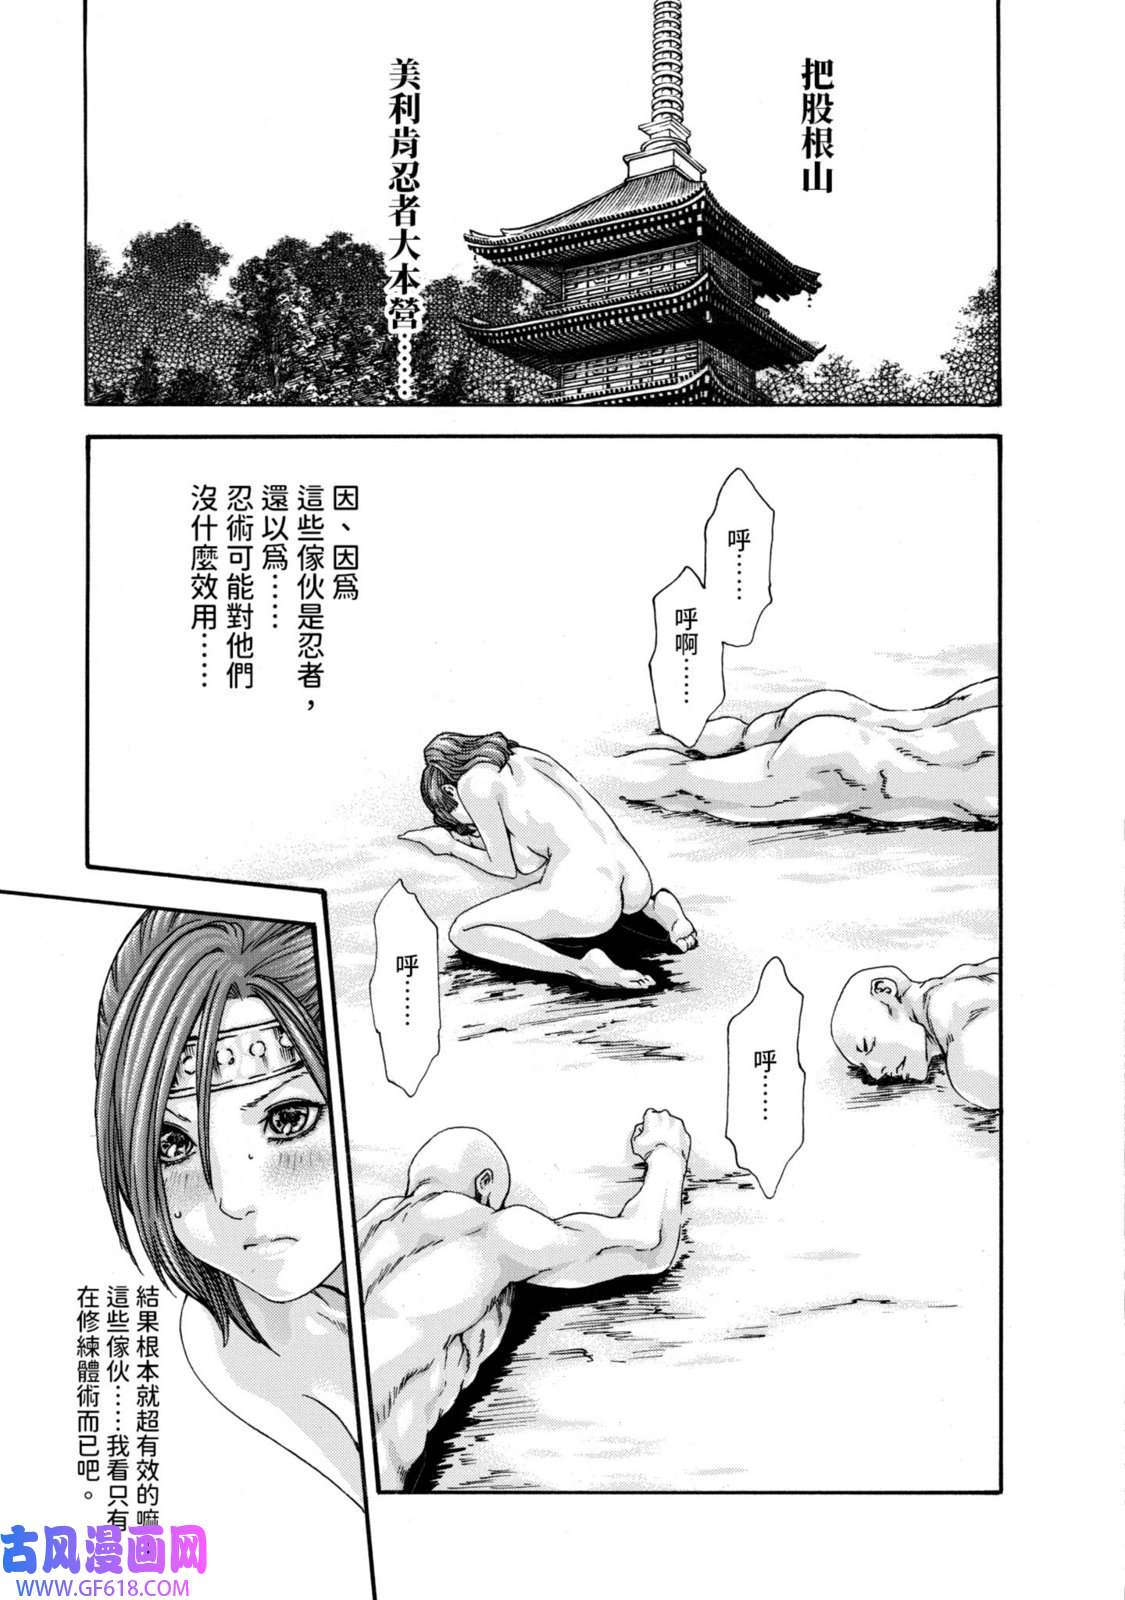 把股根山
美利肯忍者大本營……
呼……
呼啊……
因、因爲
這些傢伙是忍者，
還以爲……
忍術可能對他們
沒什麼效用……
呼……
呼……
結果根本就超有效的嘛…
這些傢伙……我看只有
在修練體術而已吧。
古风漫画网
WWW.GF618.COM